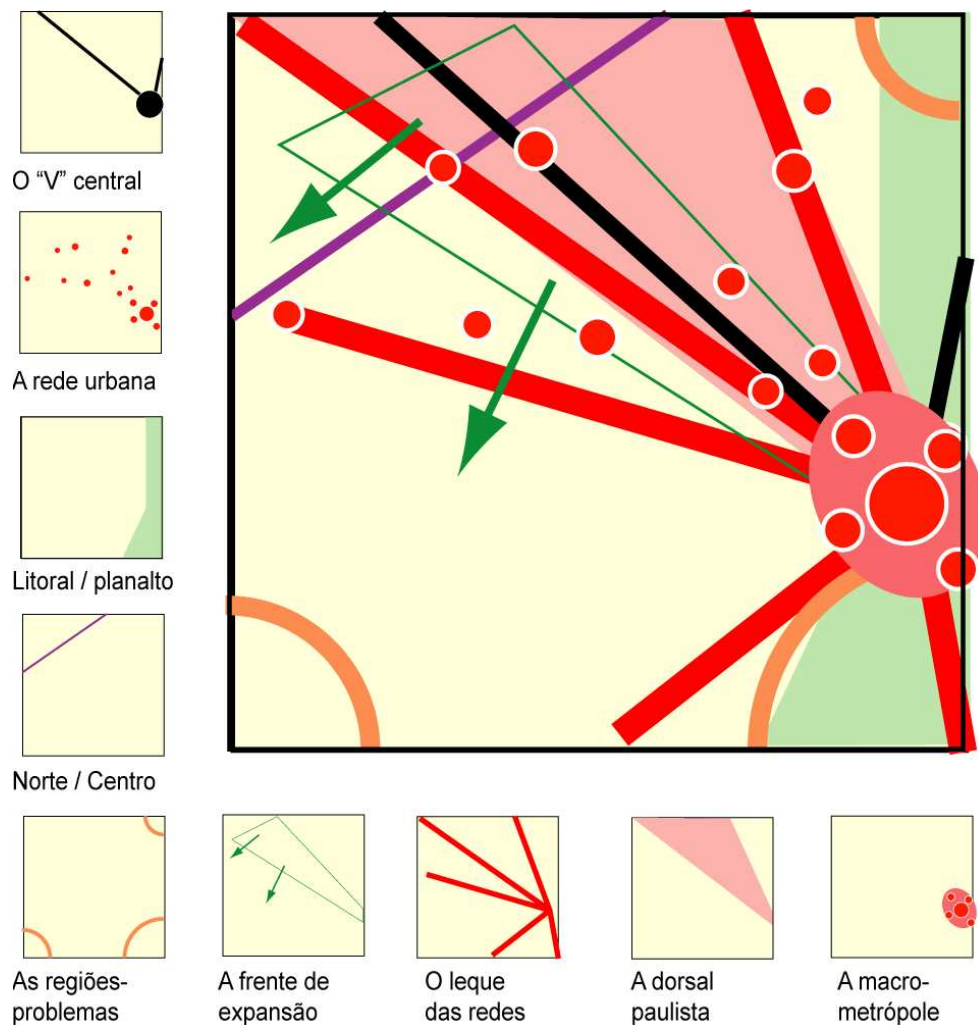 O “V” central
A rede urbana
Litoral / planalto
Norte / Centro
As regiões-
problemas
A frente de
expansão
O leque
das redes
A dorsal
paulista
A macro-
metrópole